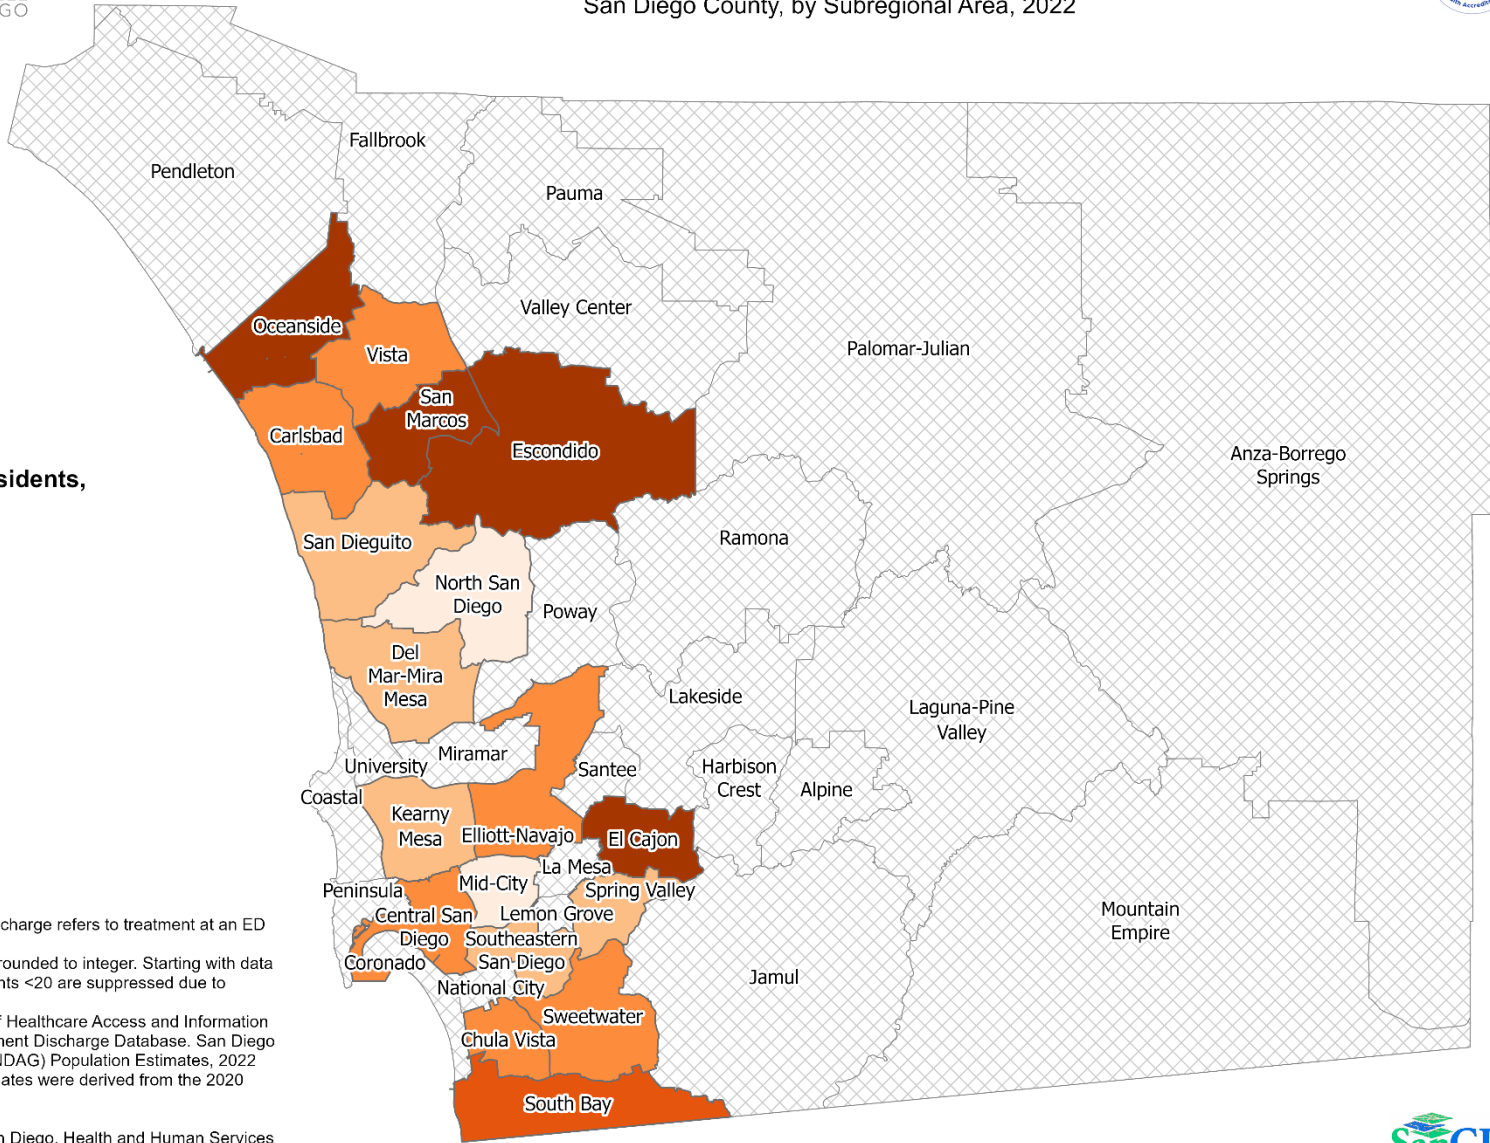 GO
San Diego County, by Subregional Area, 2022
Fallbrook
Pendleton
Pauma
Valley Center
Oceanside
Vista
Palomar-Julian
San
Marcos
Carlsbad
Escondido
Anza-Borrego
Springs
sidents,
San Dieguito
Ramona
North San
Diego
Poway
Del
Mar-Mira
Mesa
Lakeside
Laguna-Pine
Valley
Miramar
University
Santee
Harbison
Crest
Alpine
Coastal
Kearny
Mesa
Elliott-Navajo
El Cajon
La Mesa
Mid-City
Peninsula
Spring Valley
Central San
Diego
Lemon Grove
Mountain
Empire
Southeastern
San Diego
Coronado
Jamul
National City
Sweetwater
Chula Vista
South Bay
charge refers to treatment at an ED
rounded to integer. Starting with data
nts <20 are suppressed due to
f Healthcare Access and Information
ment Discharge Database. San Diego
NDAG) Population Estimates, 2022
ates were derived from the 2020
n Diego, Health and Human Services